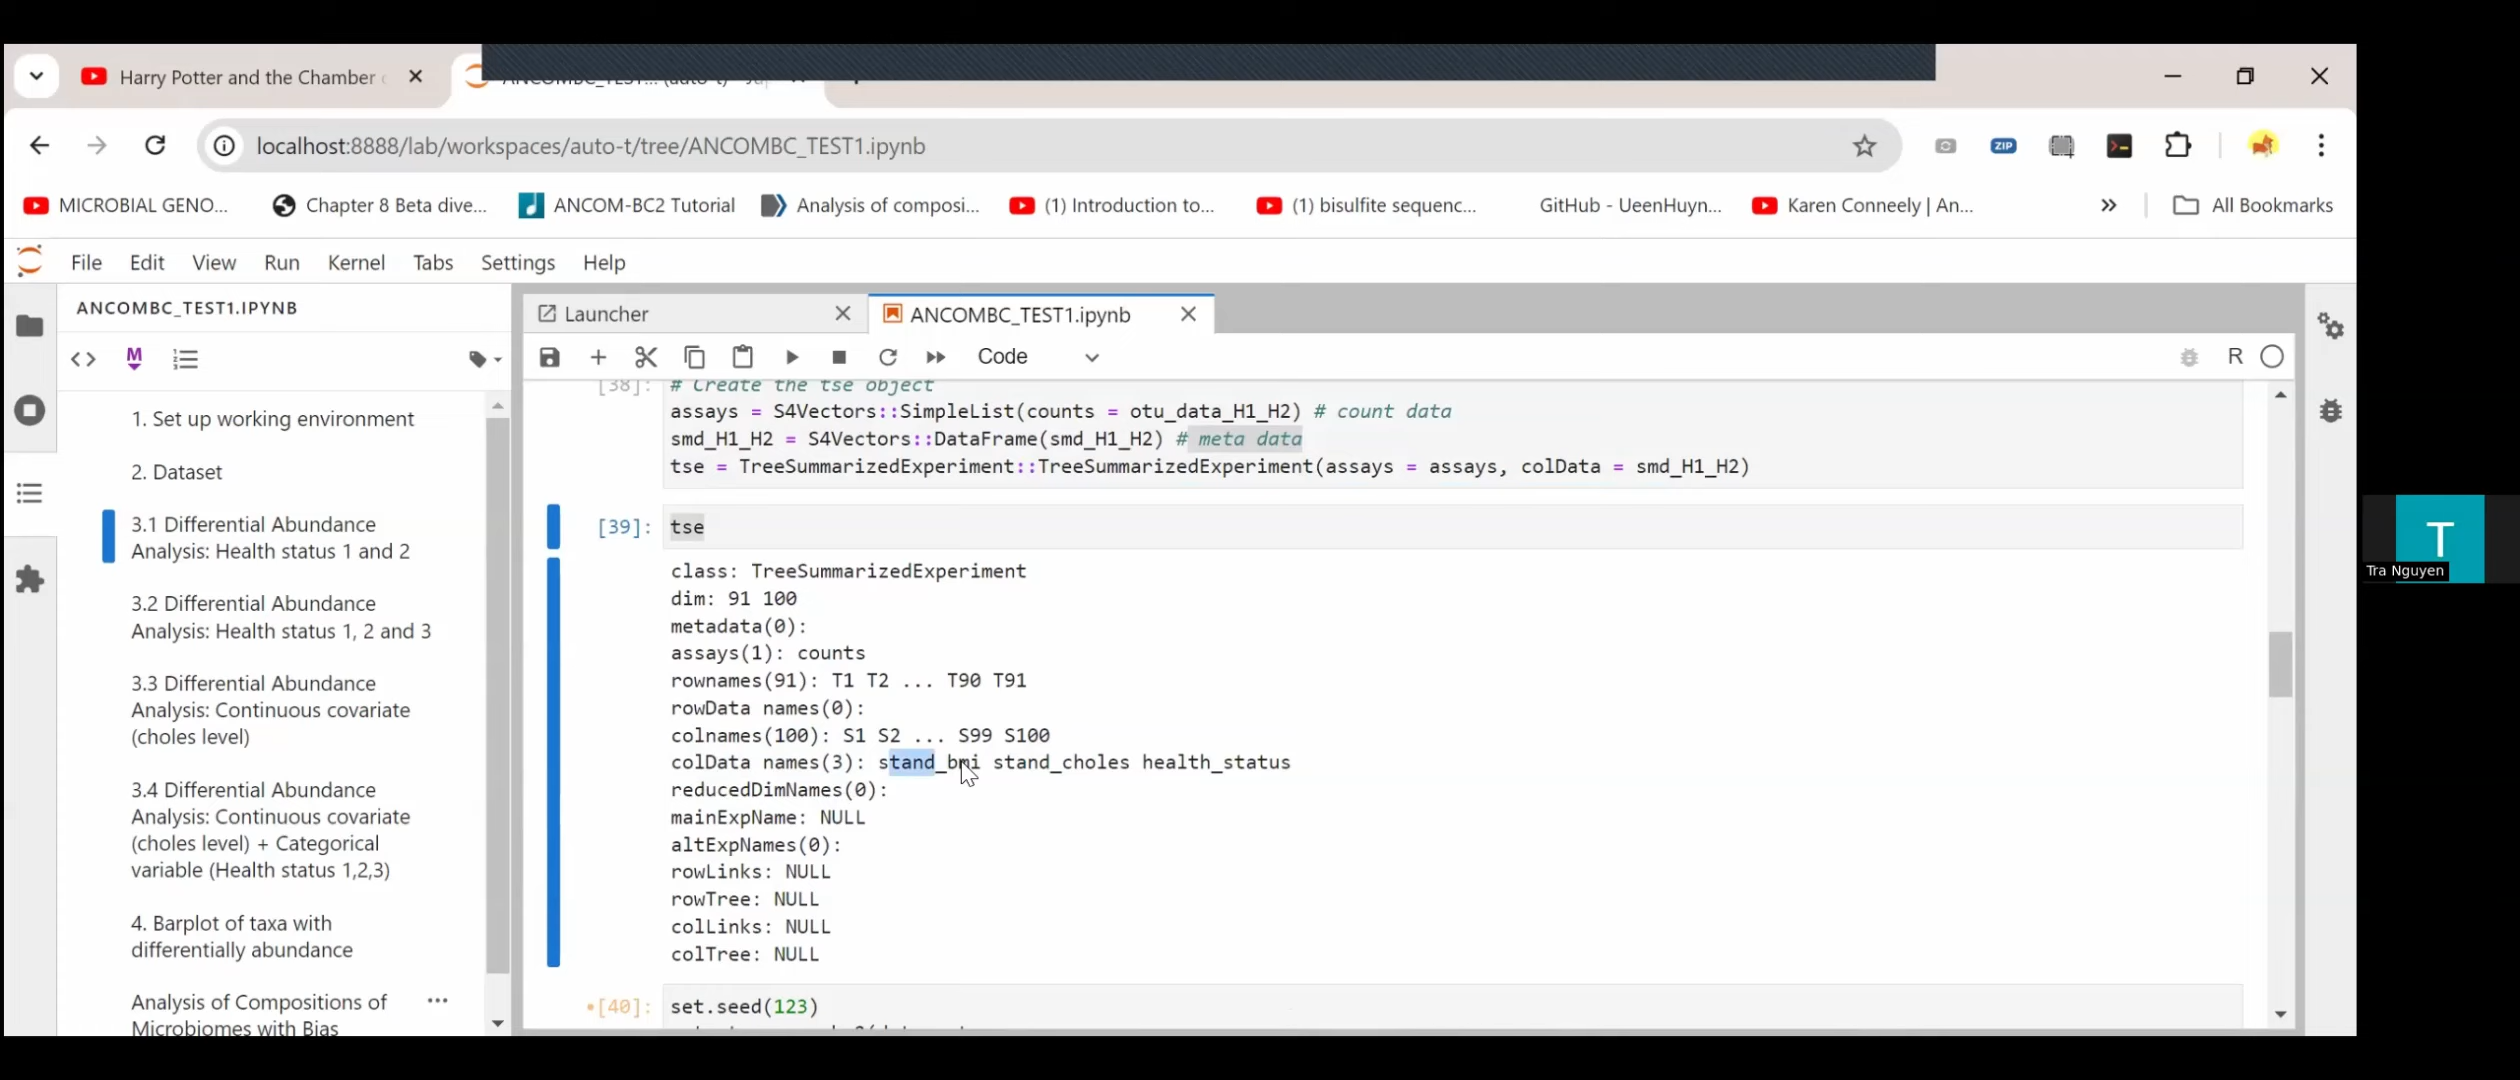 Harry Potter and the Chamber
ANCOMBC_TEST... (auto-t) - Ju
localhost:8888/lab/workspaces/auto-t/tree/ANCOMBC_TEST1.ipynb
ZIP
MICROBIAL GENO...
Chapter 8 Beta dive...
ANCOM-BC2 Tutorial
Analysis of composi...
(1) Introduction to...
(1) bisulfite sequenc...
GitHub - UeenHuyn...
Karen Conneely | An...
All Bookmarks
File Edit View Run Kernel Tabs Settings Help
ANCOMBC_TEST1.IPYNB
M
1. Set up working environment
2. Dataset
3.1 Differential Abundance
Analysis: Health status 1 and 2
3.2 Differential Abundance
Analysis: Health status 1, 2 and 3
3.3 Differential Abundance
Analysis: Continuous covariate
(choles level)
3.4 Differential Abundance
Analysis: Continuous covariate
(choles level) + Categorical
variable (Health status 1,2,3)
4. Barplot of taxa with
differentially abundance
Analysis of Compositions of
Microbiomes with Bias
Launcher
ANCOMBC_TEST1.ipynb
Code
R
[38]: # Create the tse object
assays = S4Vectors::SimpleList(counts = otu_data_H1_H2) # count data
smd_H1_H2 = S4Vectors::DataFrame(smd_H1_H2) # meta data
tse = TreeSummarizedExperiment::TreeSummarizedExperiment(assays = assays, colData = smd_H1_H2)
[39]: tse
class: TreeSummarizedExperiment
dim: 91 100
metadata(0):
assays(1): counts
rownames(91): T1 T2 ... T90 T91
rowData names(0):
colnames(100): S1 S2 ... S99 S100
colData names(3): stand_bmi stand_choles health_status
reducedDimNames(0):
mainExpName: NULL
altExpNames(0):
rowLinks: NULL
rowTree: NULL
colLinks: NULL
colTree: NULL
[40]: set.seed(123)
T
Tra Nguyen